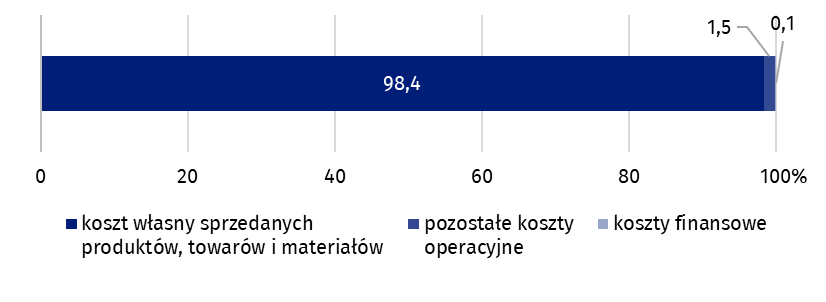 1,5
0,1
98,4
0
20
40
60
80
100%
koszt własny sprzedanych
produktów, towarów i materiałów
pozostałe koszty
operacyjne
koszty finansowe